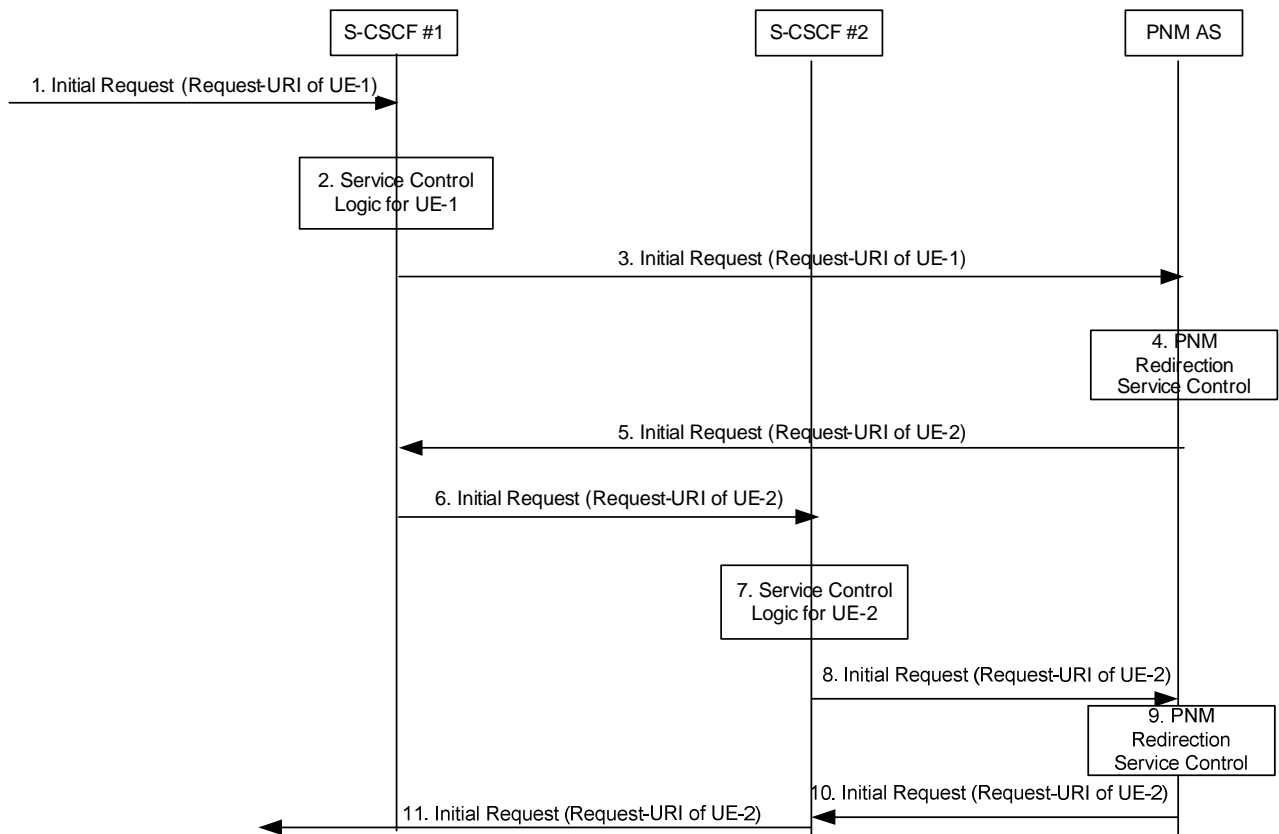 S-CSCF #1
S-CSCF #2
PNM AS
1. Initial Request (Request-URI of UE-1)
2. Service Control
Logic for UE-1
3. Initial Request (Request-URI of UE-1)
4. PNM
Redirection
Service Control
5. Initial Request (Request-URI of UE-2)
6. Initial Request (Request-URI of UE-2)
7. Service Control
Logic for UE-2
8. Initial Request (Request-URI of UE-2)
9. PNM
Redirection
Service Control
10. Initial Request (Request-URI of UE-2)
11. Initial Request (Request-URI of UE-2)